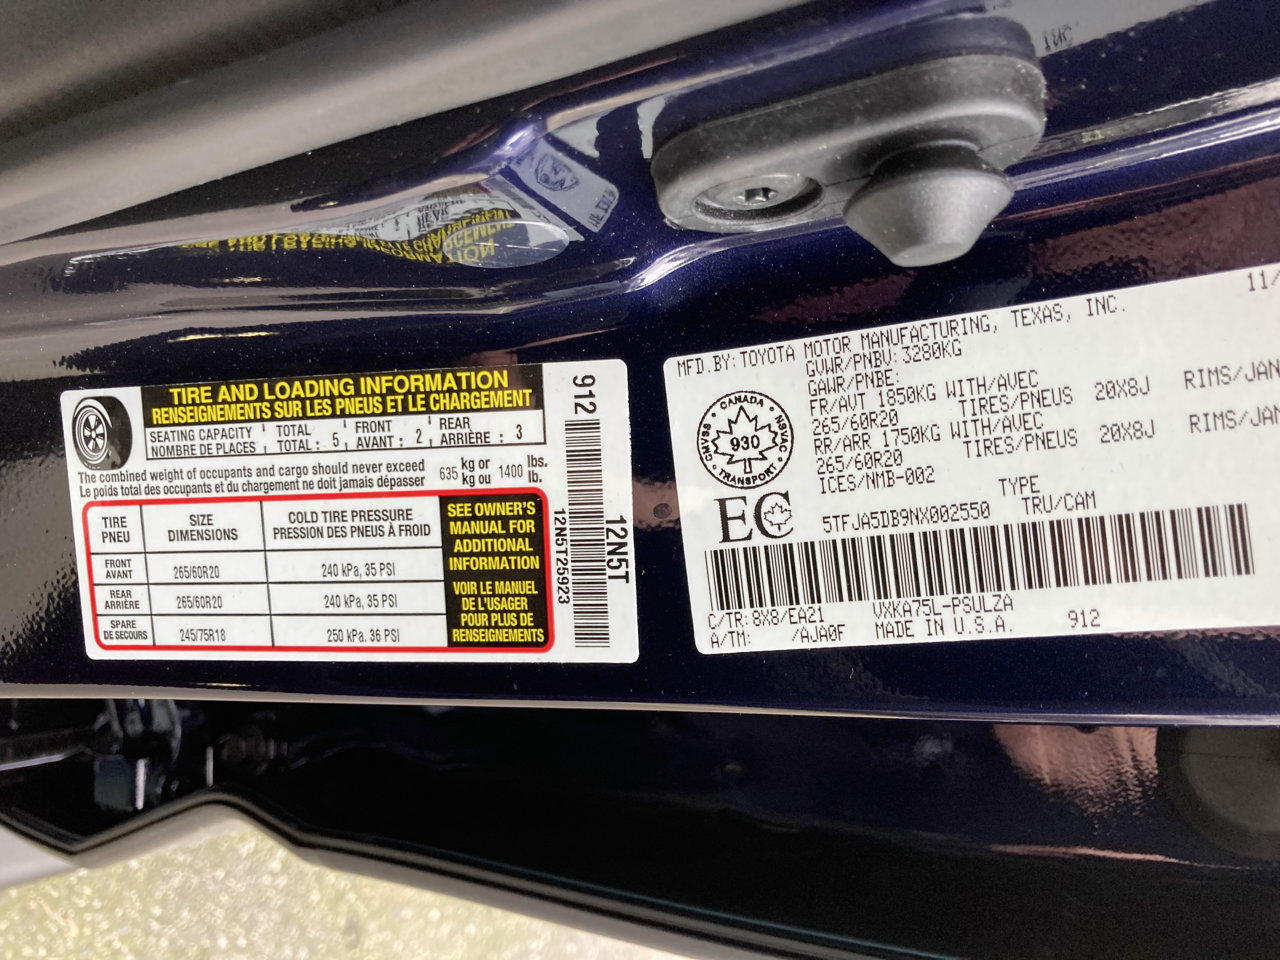 TIRE AND LOADING INFORMATION
RENSEIGNEMENTS SUR LES PNEUS ET LE CHARGEMENT
SEATING CAPACITY
NOMBRE DE PLACES
TOTAL
TOTAL : 5
FRONT
AVANT : 2
REAR
ARRIÈRE : 3
The combined weight of occupants and cargo should never exceed
Le poids total des occupants et du chargement ne doit jamais dépasser
635 kg or
kg ou
1400 lbs.
lb.
TIRE
PNEU
SIZE
DIMENSIONS
COLD TIRE PRESSURE
PRESSION DES PNEUS À FROID
FRONT
AVANT
265/60R20
240 kPa, 35 PSI
REAR
ARRIÈRE
265/60R20
240 kPa, 35 PSI
SPARE
DE SECOURS
245/75R18
250 kPa, 36 PSI
SEE OWNER'S
MANUAL FOR
ADDITIONAL
INFORMATION
VOIR LE MANUEL
DE L'USAGER
POUR PLUS DE
RENSEIGNEMENTS
912
12N5T25923
12N5T
MFD.BY:TOYOTA MOTOR MANUFACTURING, TEXAS, INC. 11/
GVWR/PNBV:3280KG
GAWR/PNBE:
FR/AVT 1850KG WITH/AVEC
265/60R20 TIRES/PNEUS 20X8J RIMS/JAN
RR/ARR 1750KG WITH/AVEC
265/60R20 TIRES/PNEUS 20X8J RIMS/JAN
ICES/NMB-002
CANADA
CMVSS
NSVAC
930
TRANSPORT
EC
TYPE
5TFJA5DB9NX002550 TRU/CAM
C/TR:8X8/EA21 VXKA75L-PSULZA
A/TM: /AJA0F MADE IN U.S.A. 912